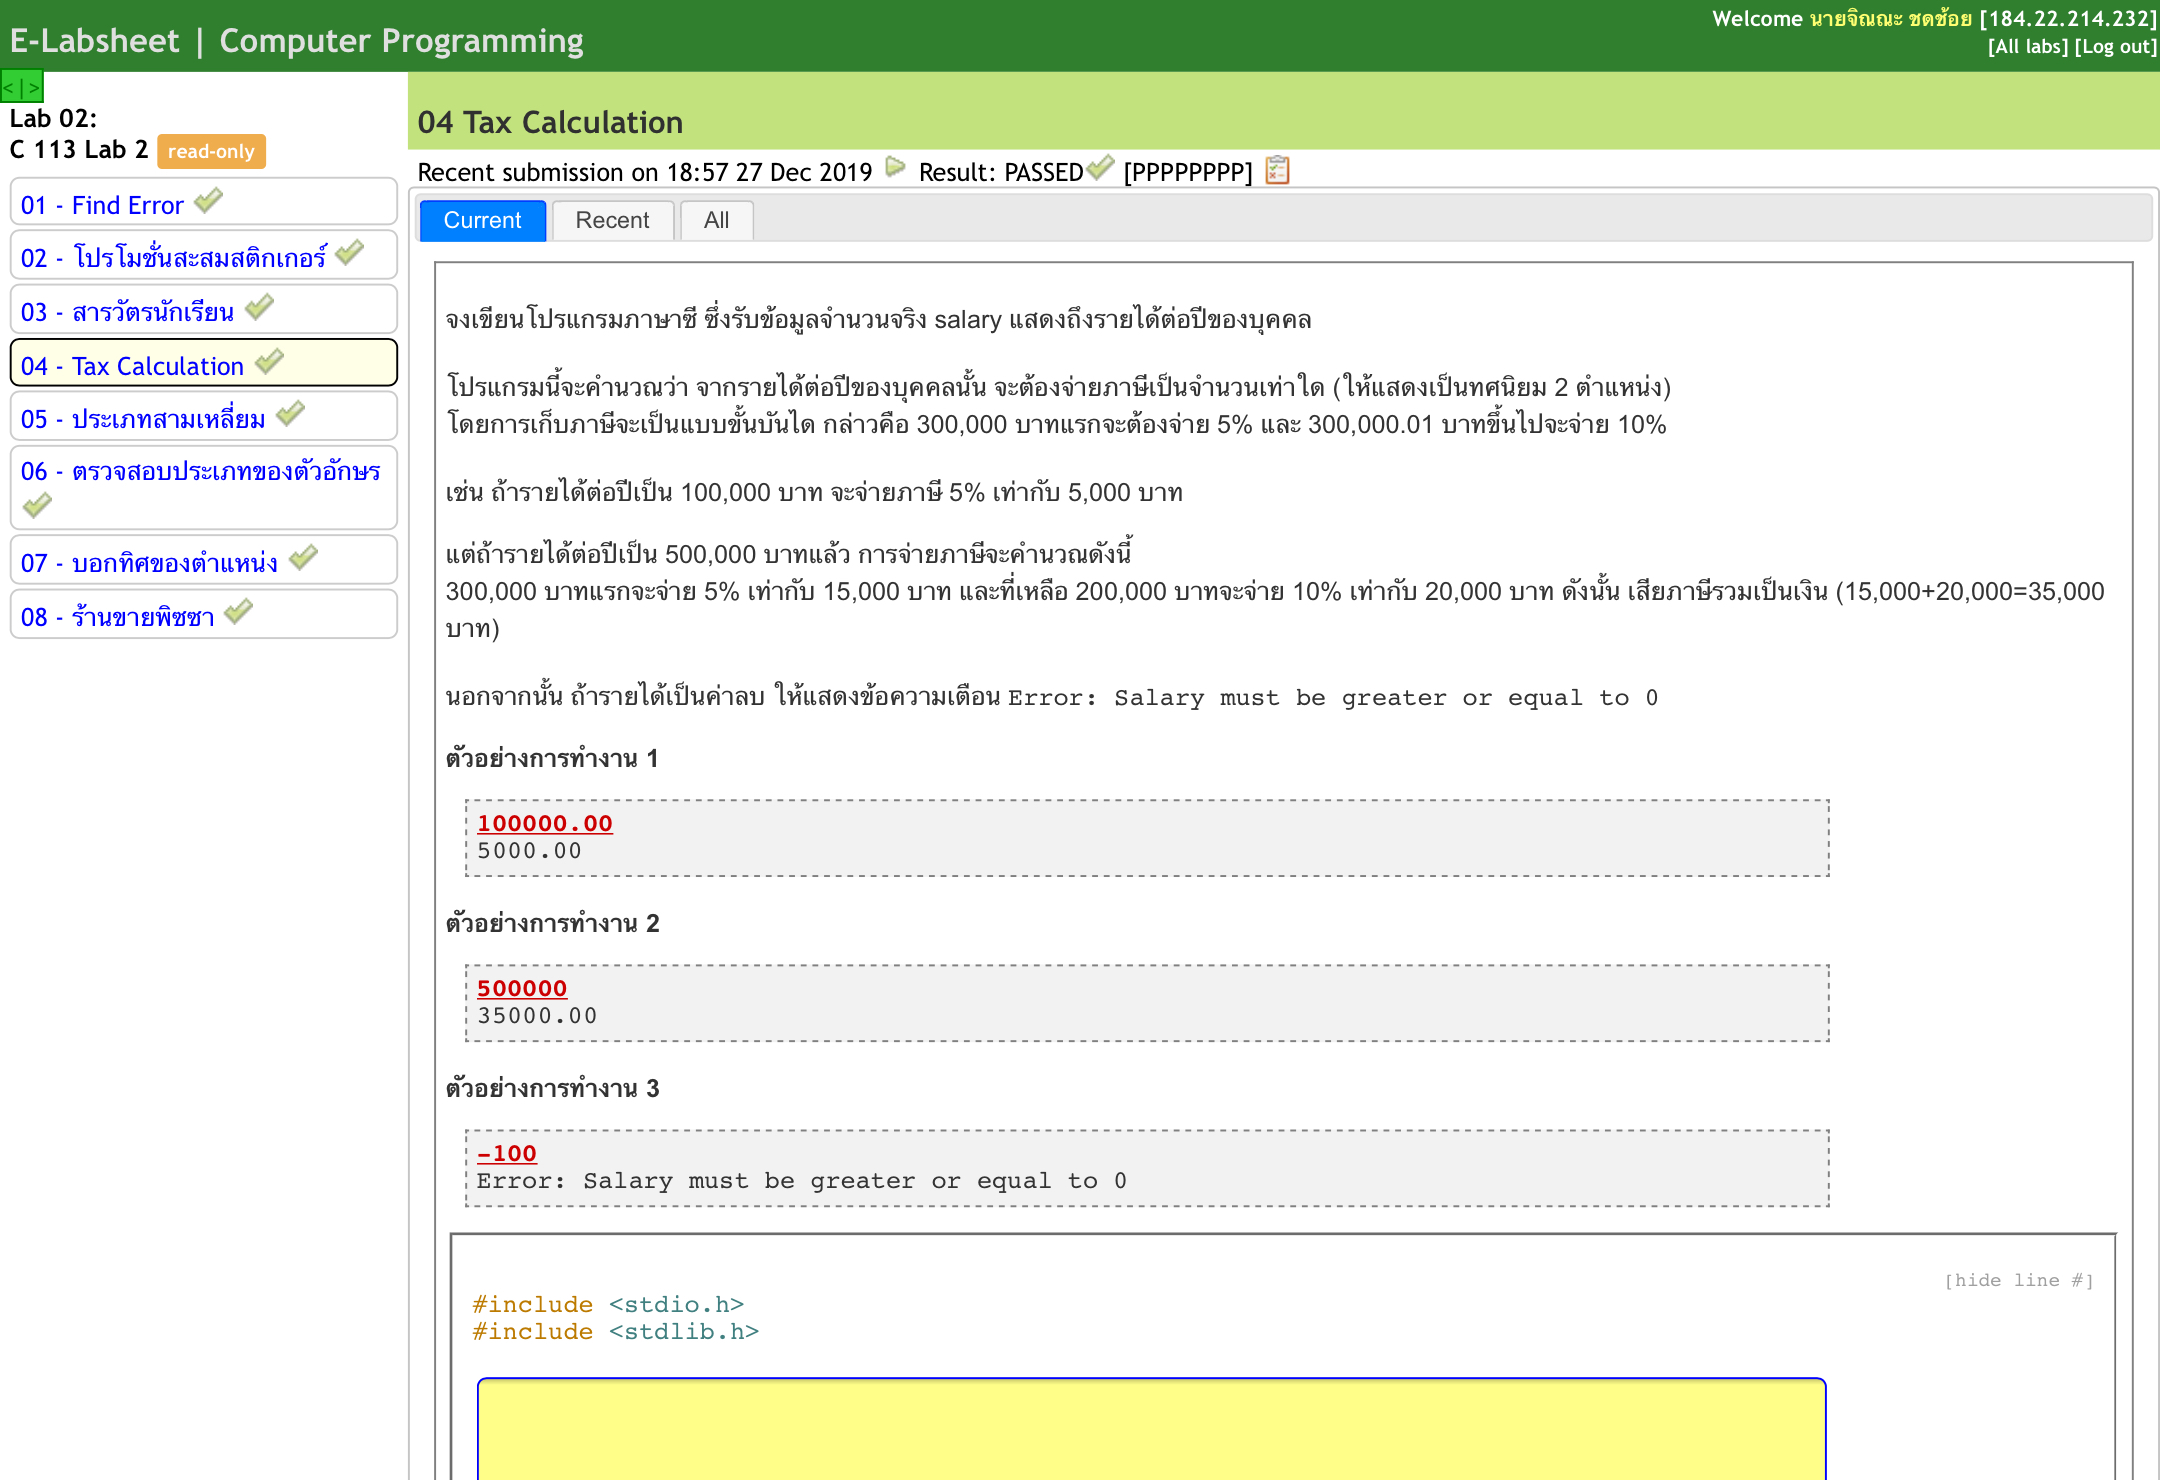 E-Labsheet | Computer Programming
Welcome นายจิณณะ ชดช้อย [184.22.214.232]
[All labs] [Log out]
<|>
Lab 02:
C 113 Lab 2 read-only
01 - Find Error
02 - โปรโมชั่นสะสมสติกเกอร์
03 - สารวัตรนักเรียน
04 - Tax Calculation
05 - ประเภทสามเหลี่ยม
06 - ตรวจสอบประเภทของตัวอักษร
07 - บอกทิศของตำแหน่ง
08 - ร้านขายพิซซา
04 Tax Calculation
Recent submission on 18:57 27 Dec 2019 Result: PASSED [PPPPPPPP]
Current Recent All
จงเขียนโปรแกรมภาษาซี ซึ่งรับข้อมูลจำนวนจริง salary แสดงถึงรายได้ต่อปีของบุคคล
โปรแกรมนี้จะคำนวณว่า จากรายได้ต่อปีของบุคคลนั้น จะต้องจ่ายภาษีเป็นจำนวนเท่าใด (ให้แสดงเป็นทศนิยม 2 ตำแหน่ง)
โดยการเก็บภาษีจะเป็นแบบขั้นบันได กล่าวคือ 300,000 บาทแรกจะต้องจ่าย 5% และ 300,000.01 บาทขึ้นไปจะจ่าย 10%
เช่น ถ้ารายได้ต่อปีเป็น 100,000 บาท จะจ่ายภาษี 5% เท่ากับ 5,000 บาท
แต่ถ้ารายได้ต่อปีเป็น 500,000 บาทแล้ว การจ่ายภาษีจะคำนวณดังนี้
300,000 บาทแรกจะจ่าย 5% เท่ากับ 15,000 บาท และที่เหลือ 200,000 บาทจะจ่าย 10% เท่ากับ 20,000 บาท ดังนั้น เสียภาษีรวมเป็นเงิน (15,000+20,000=35,000
บาท)
นอกจากนั้น ถ้ารายได้เป็นค่าลบ ให้แสดงข้อความเตือน Error: Salary must be greater or equal to 0
ตัวอย่างการทำงาน 1
100000.00
5000.00
ตัวอย่างการทำงาน 2
500000
35000.00
ตัวอย่างการทำงาน 3
-100
Error: Salary must be greater or equal to 0
[hide line #]
#include <stdio.h>
#include <stdlib.h>